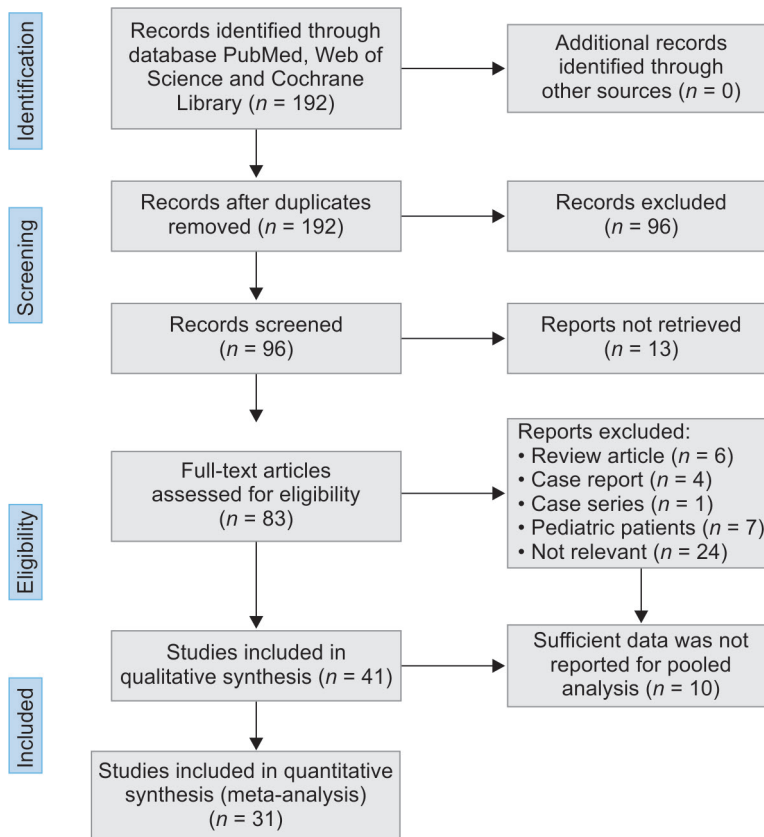 Identification
Records identified through
database PubMed, Web of
Science and Cochrane
Library (n = 192)
Additional records
identified through
other sources (n = 0)
Screening
Records after duplicates
removed (n = 192)
Records excluded
(n = 96)
Records screened
(n = 96)
Reports not retrieved
(n = 13)
Eligibility
Full-text articles
assessed for eligibility
(n = 83)
Reports excluded:
• Review article (n = 6)
• Case report (n = 4)
• Case series (n = 1)
• Pediatric patients (n = 7)
• Not relevant (n = 24)
Included
Studies included in
qualitative synthesis (n = 41)
Sufficient data was not
reported for pooled
analysis (n = 10)
Studies included in quantitative
synthesis (meta-analysis)
n = 31)